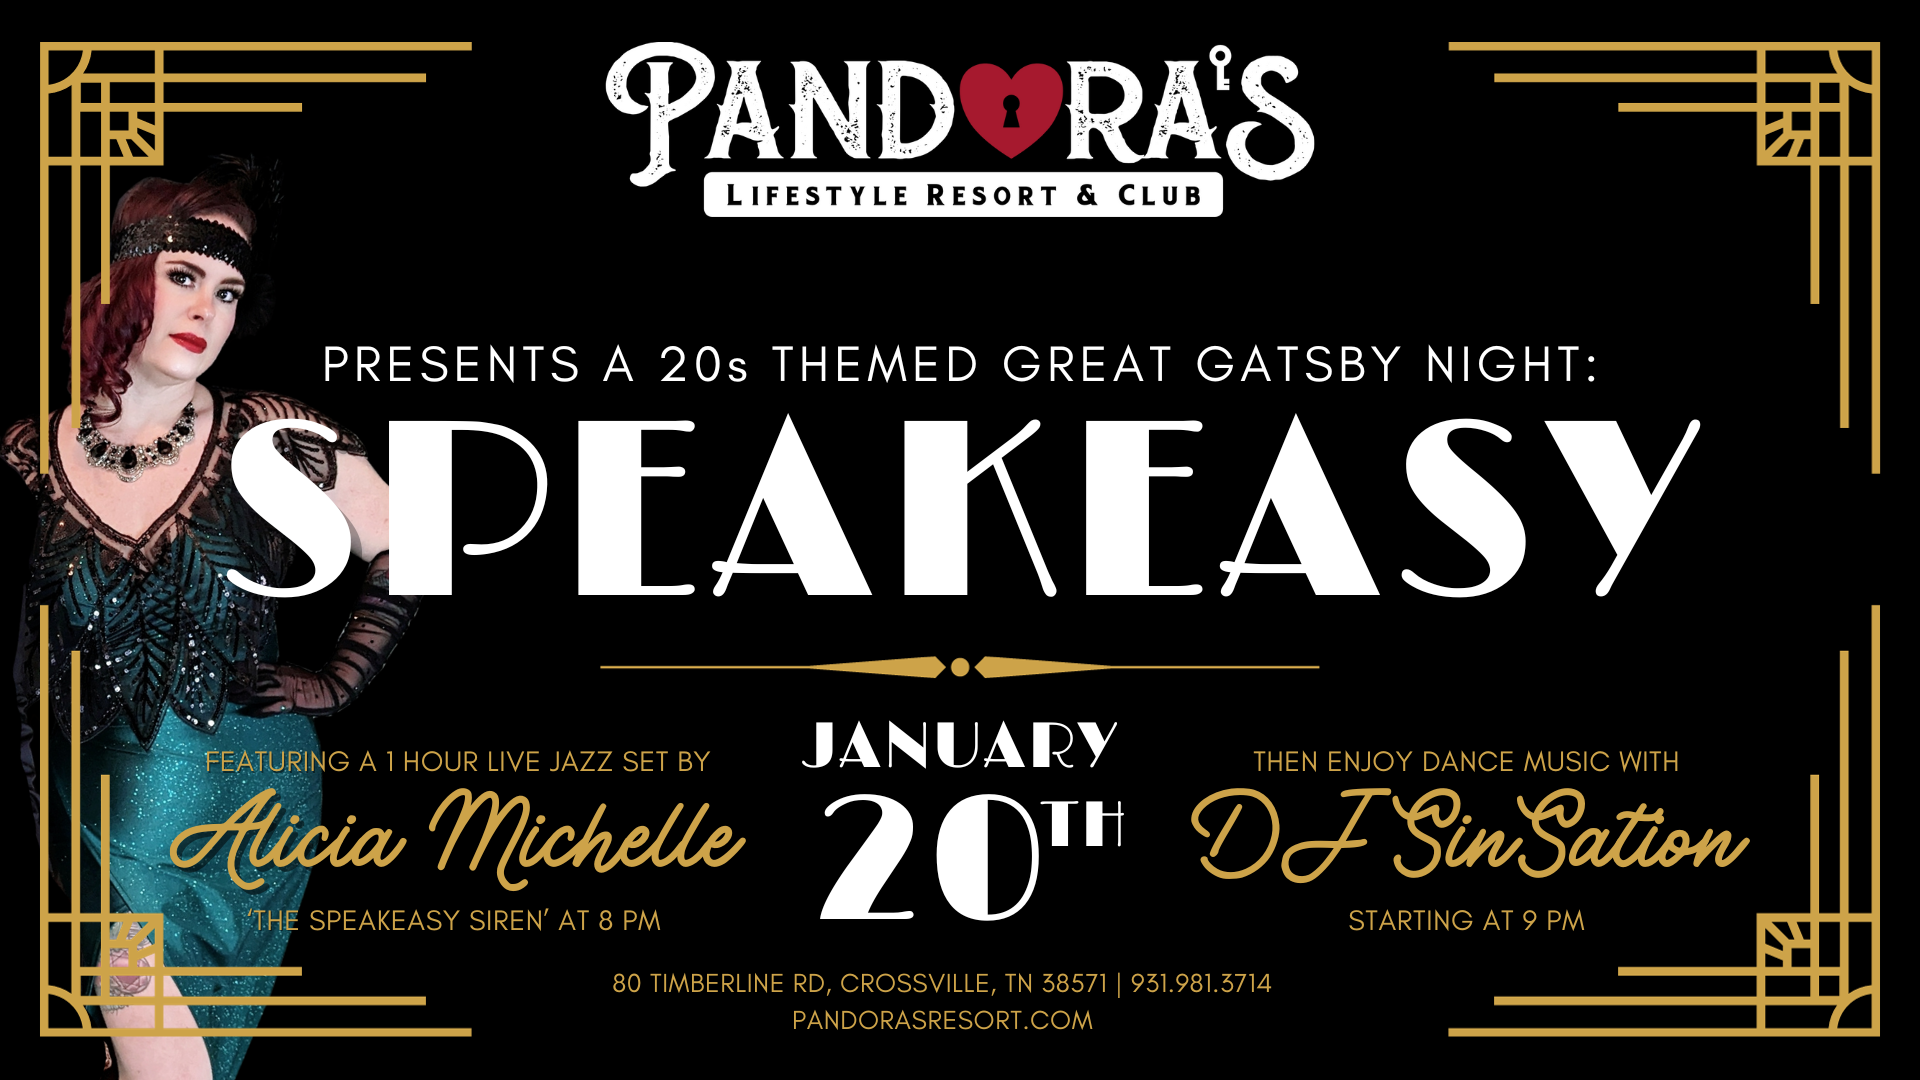 PANDORA'S
LIFESTYLE RESORT & CLUB
PRESENTS A 20s THEMED GREAT GATSBY NIGHT:
SPEAKEASY
JANUARY
20TH
FEATURING A 1 HOUR LIVE JAZZ SET BY
Alicia Michelle
‘THE SPEAKEASY SIREN’ AT 8 PM
THEN ENJOY DANCE MUSIC WITH
DJ SinSation
STARTING AT 9 PM
80 TIMBERLINE RD, CROSSVILLE, TN 38571 | 931.981.3714
PANDORASRESORT.COM